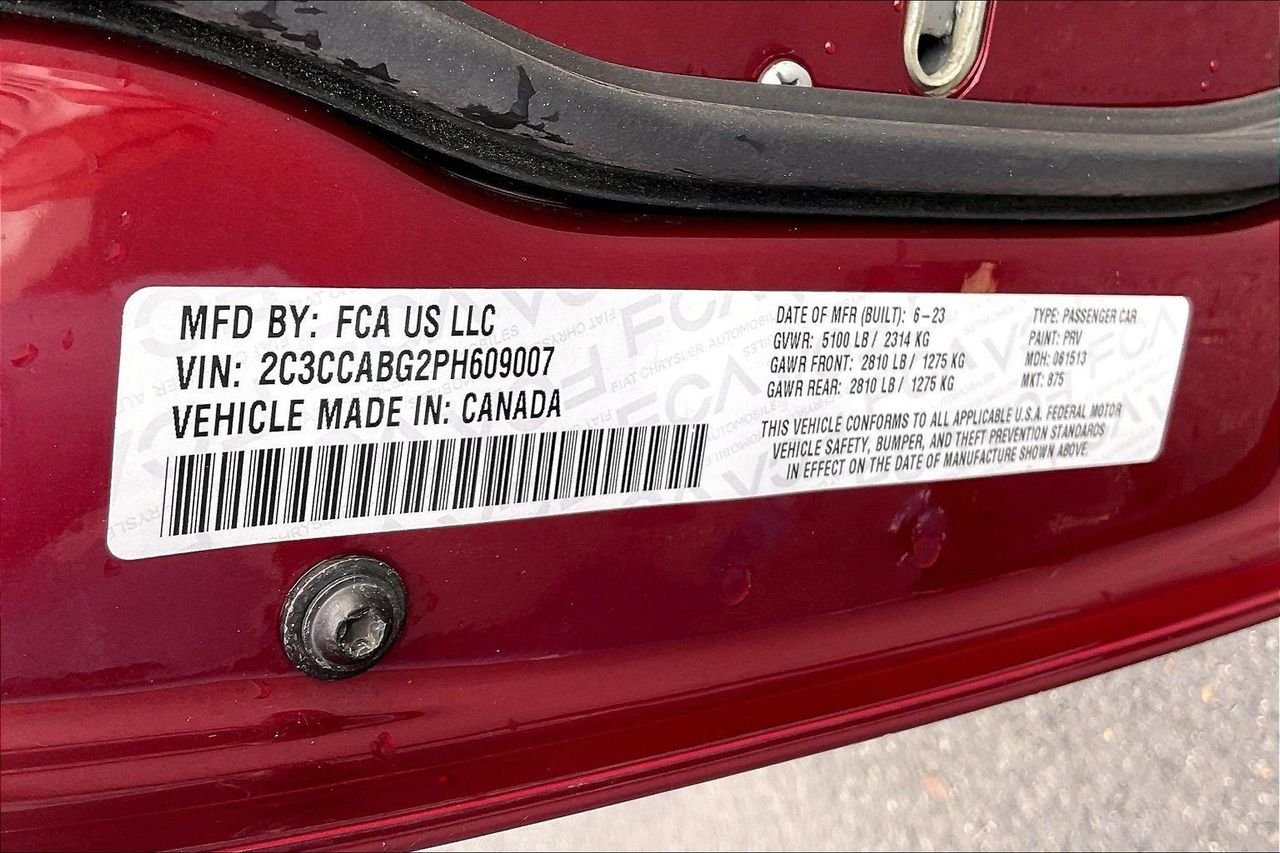 MFD BY: FCA US LLC
VIN: 2C3CCABG2PH609007
VEHICLE MADE IN: CANADA
DATE OF MFR (BUILT): 6-23
GVWR: 5100 LB / 2314 KG
GAWR FRONT: 2810 LB / 1275 KG
GAWR REAR: 2810 LB / 1275 KG
TYPE: PASSENGER CAR
PAINT: PRV
MDH: 061513
MKT: 875
THIS VEHICLE CONFORMS TO ALL APPLICABLE U.S.A. FEDERAL MOTOR
VEHICLE SAFETY, BUMPER, AND THEFT PREVENTION STANDARDS
IN EFFECT ON THE DATE OF MANUFACTURE SHOWN ABOVE.